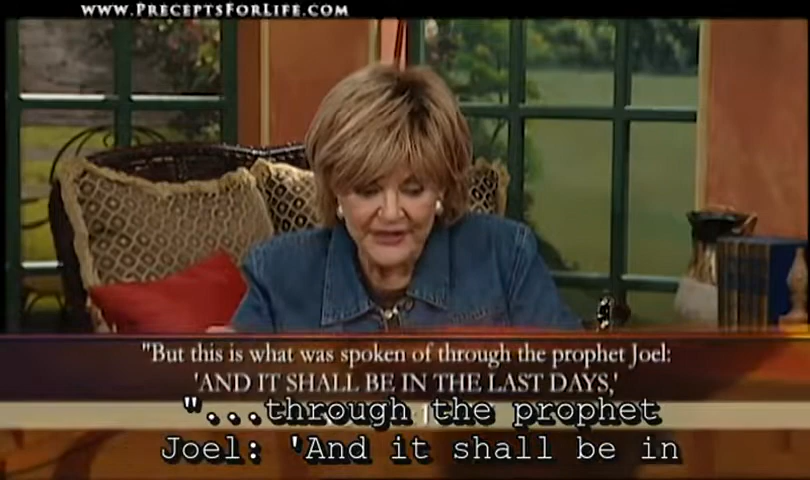 www.PreceptsForLife.com
"But this is what was spoken of through the prophet Joel:
'AND IT SHALL BE IN THE LAST DAYS,'
"...through the prophet
Joel: 'And it shall be in